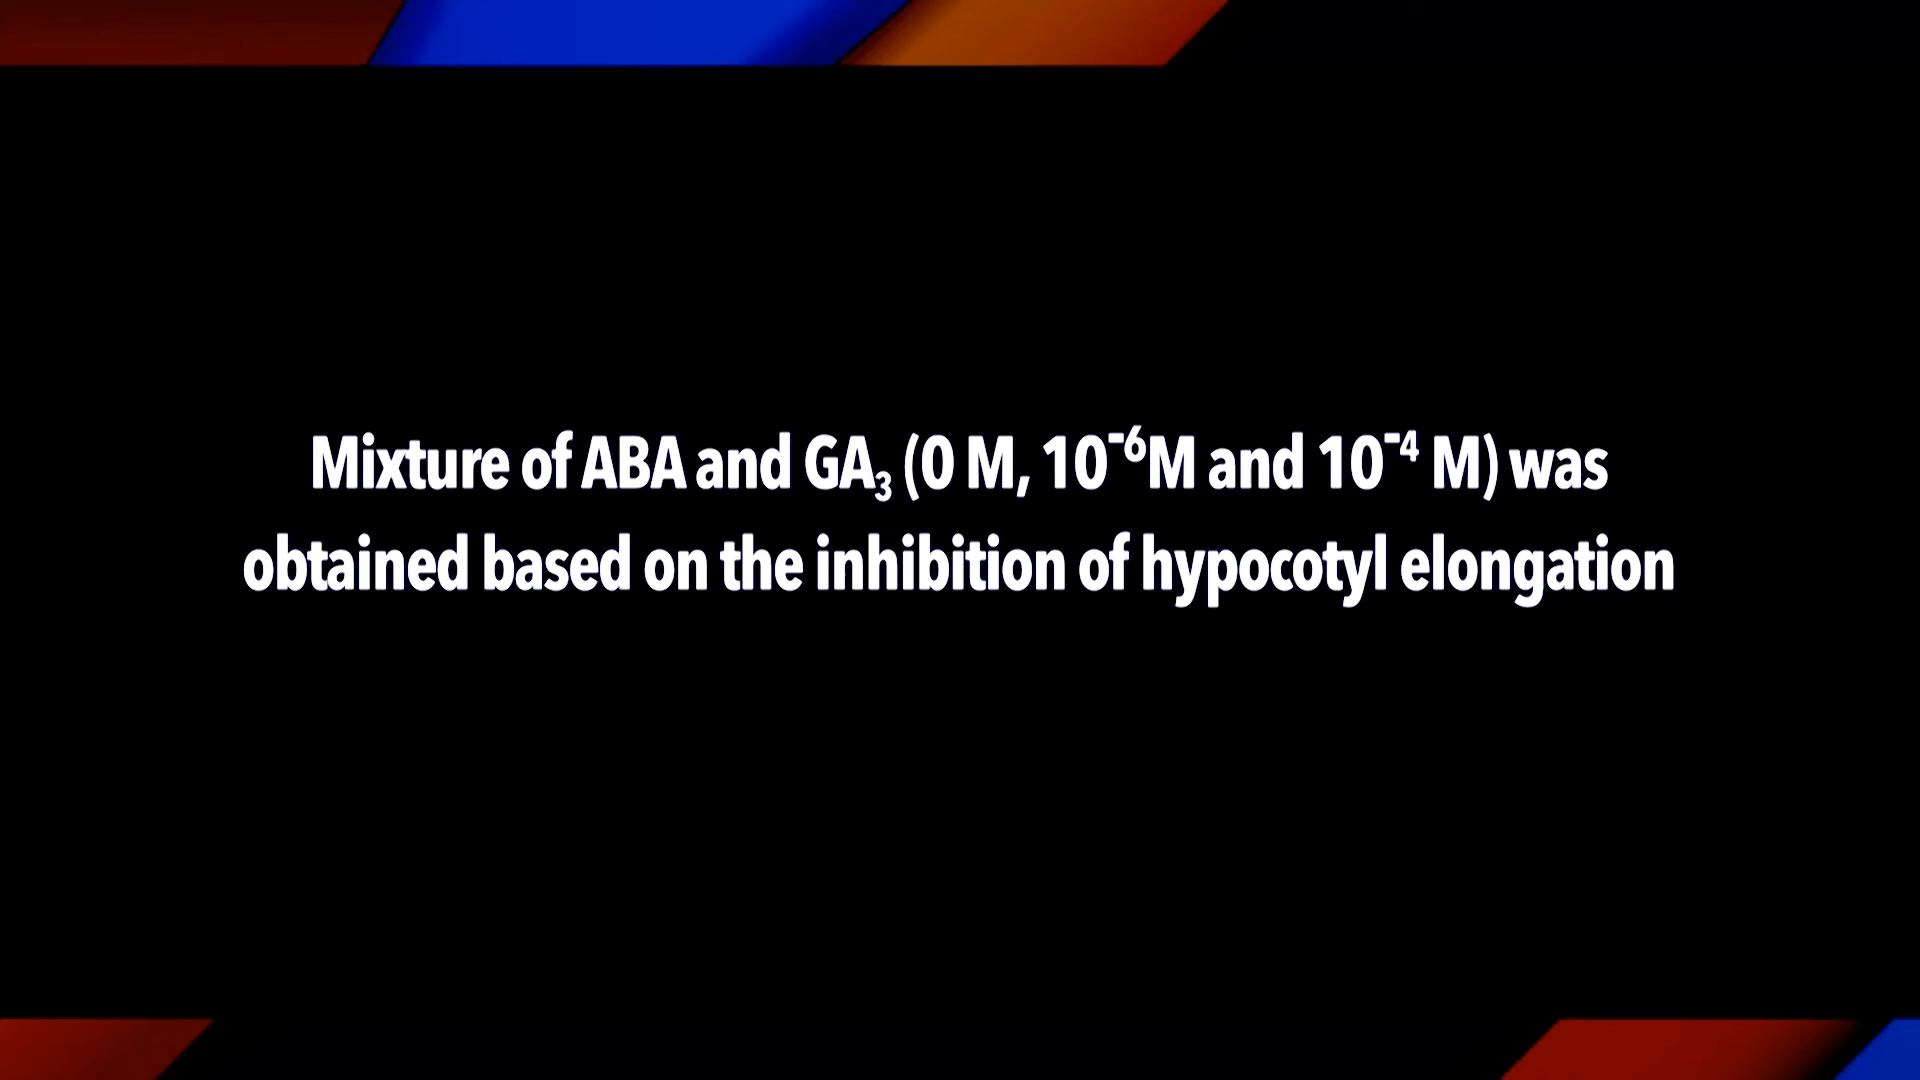 Mixture of ABA and GA₃ (0 M, 10⁻⁶M and 10⁻⁴ M) was
obtained based on the inhibition of hypocotyl elongation